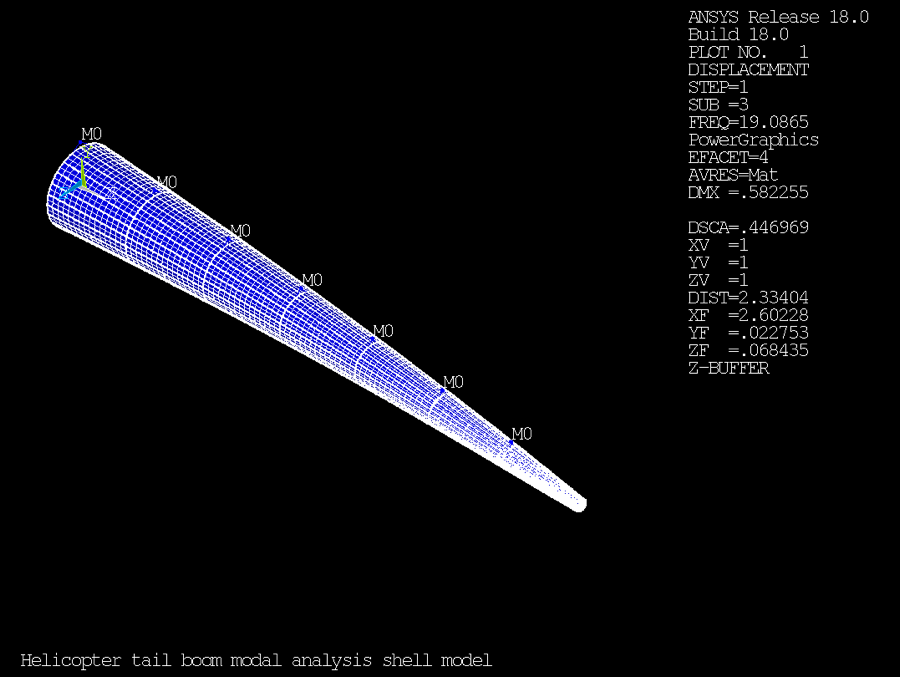 ANSYS Release 18.0
Build 18.0
PLOT NO.   1
DISPLACEMENT
STEP=1
SUB =3
FREQ=19.0865
PowerGraphics
EFACET=4
AVRES=Mat
DMX =.582255
DSCA=.446969
XV  =1
YV  =1
ZV  =1
DIST=2.33404
XF  =2.60228
YF  =.022753
ZF  =.068435
Z-BUFFER
M0
M0
M0
M0
M0
M0
M0
Helicopter tail boom modal analysis shell model